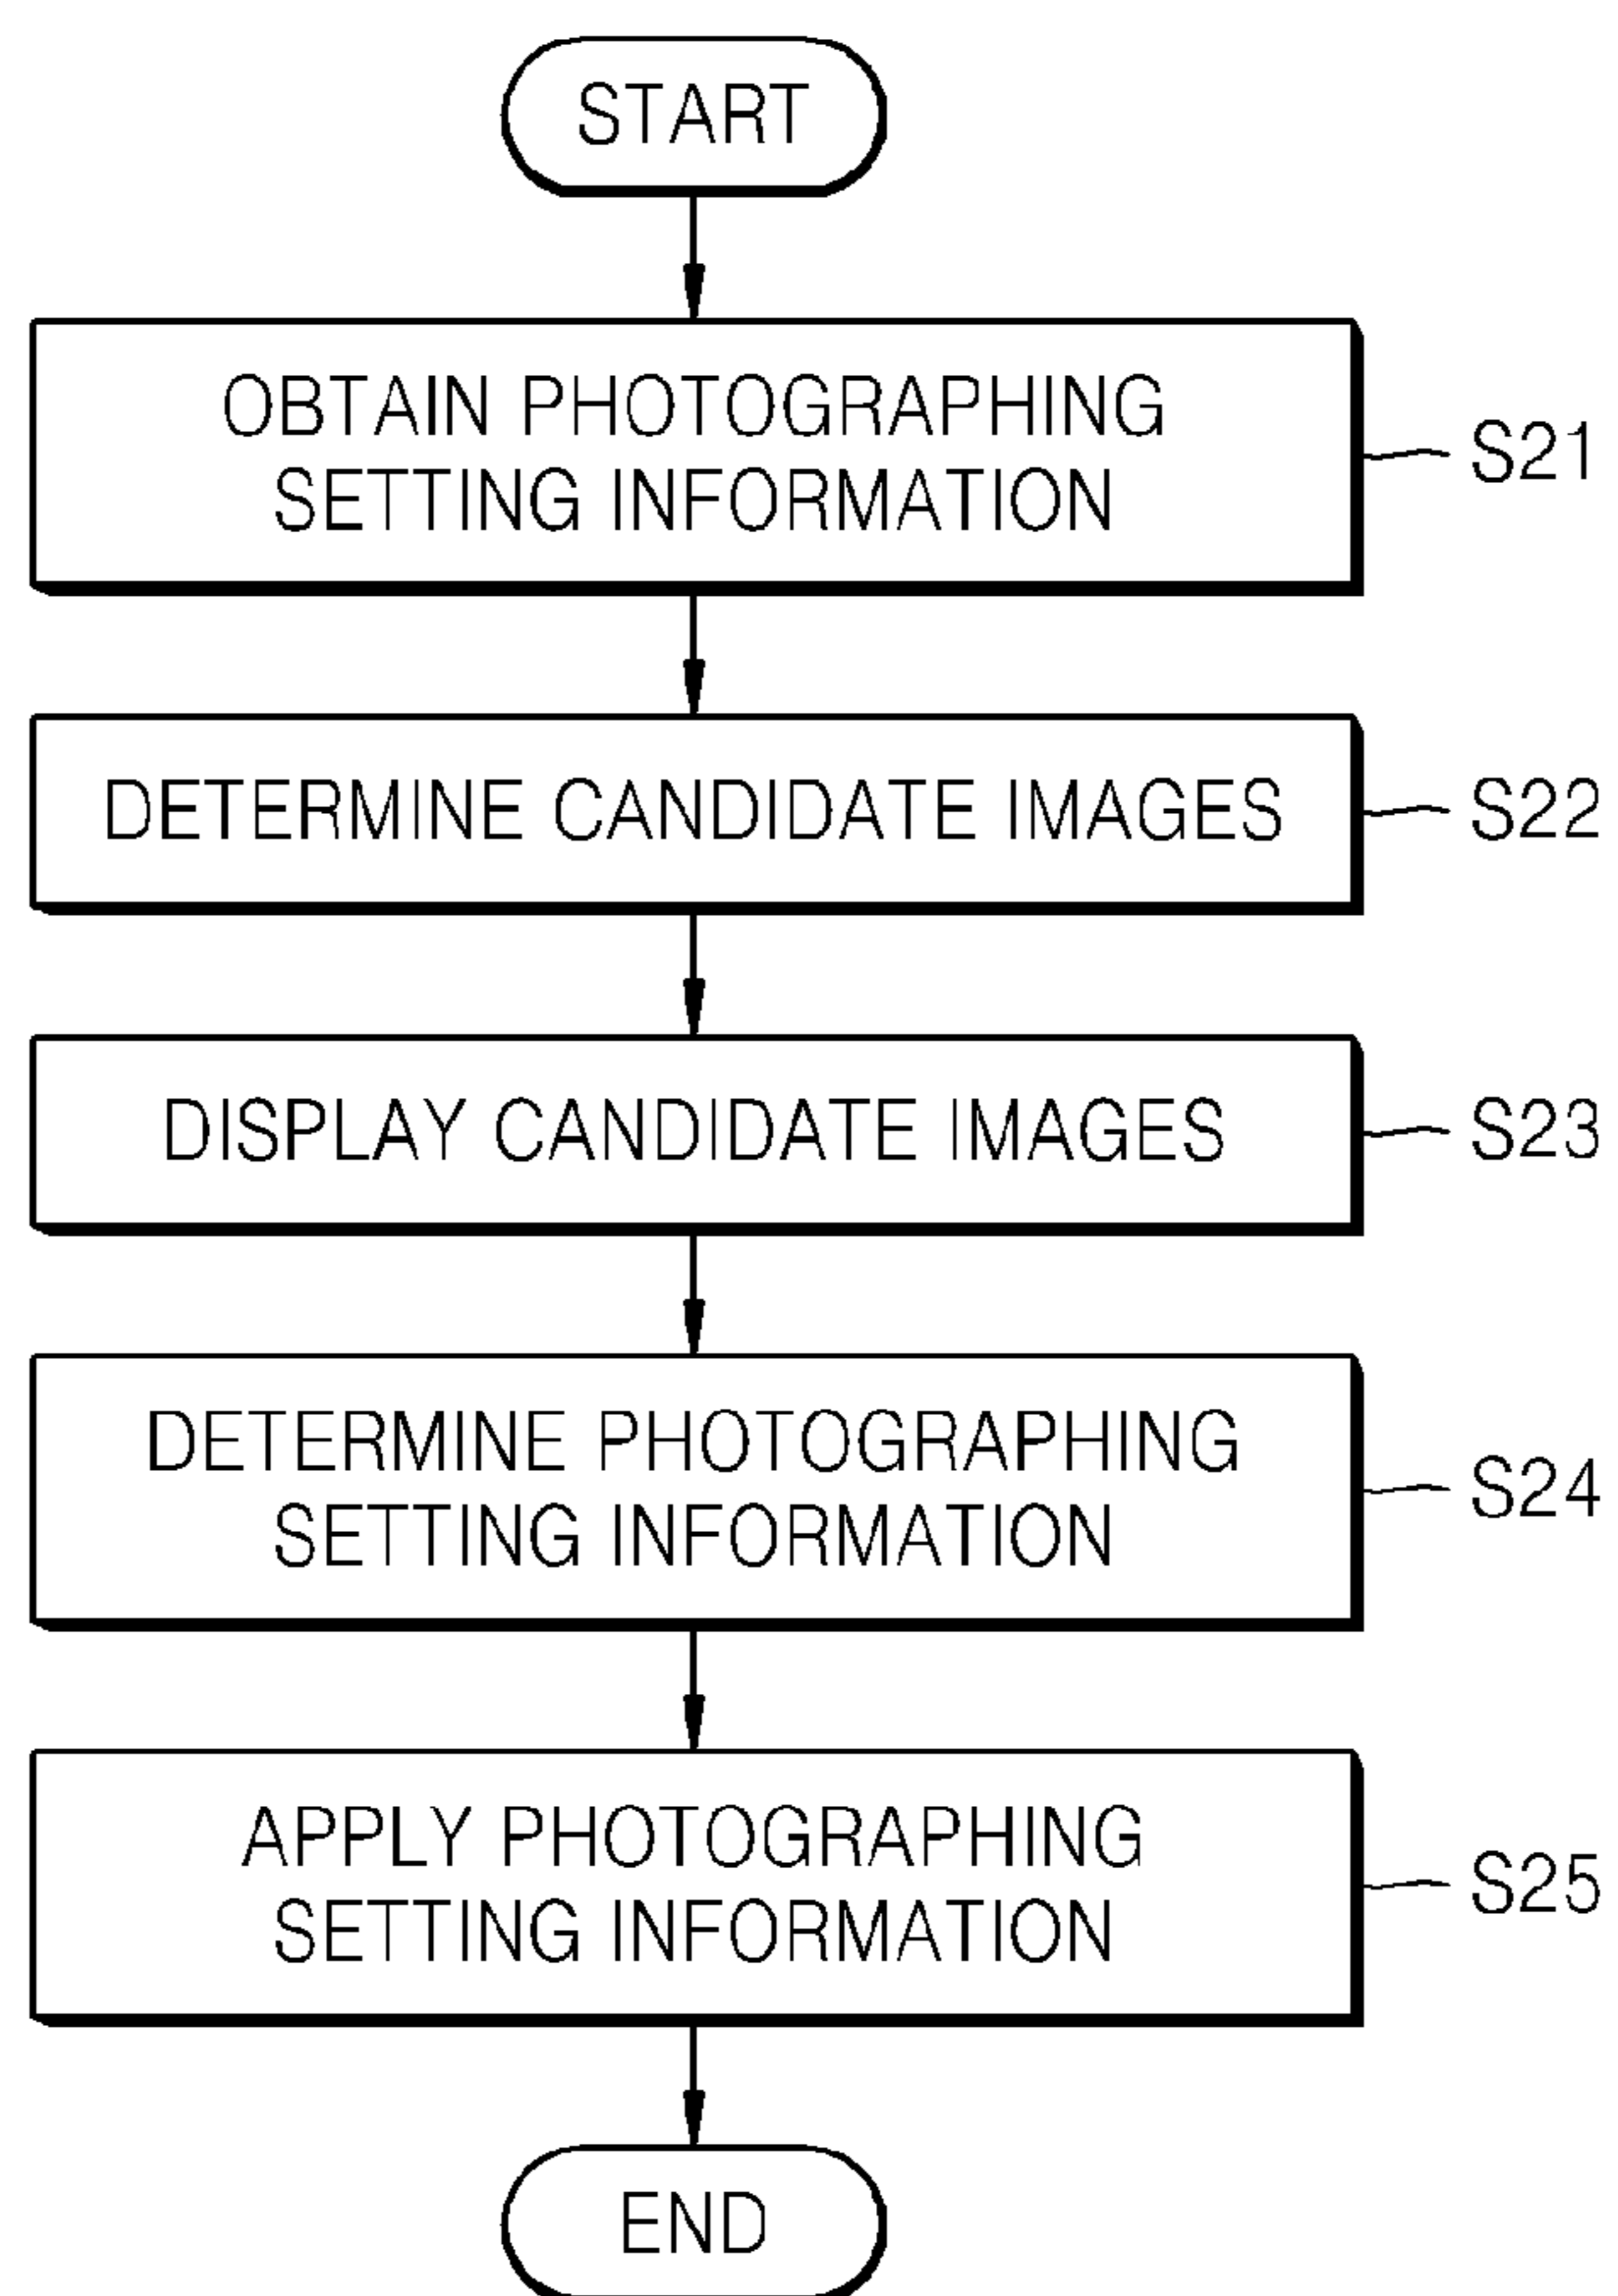 START
OBTAIN PHOTOGRAPHING
SETTING INFORMATION
S21
DETERMINE CANDIDATE IMAGES
S22
DISPLAY CANDIDATE IMAGES
S23
DETERMINE PHOTOGRAPHING
SETTING INFORMATION
S24
APPLY PHOTOGRAPHING
SETTING INFORMATION
S25
END